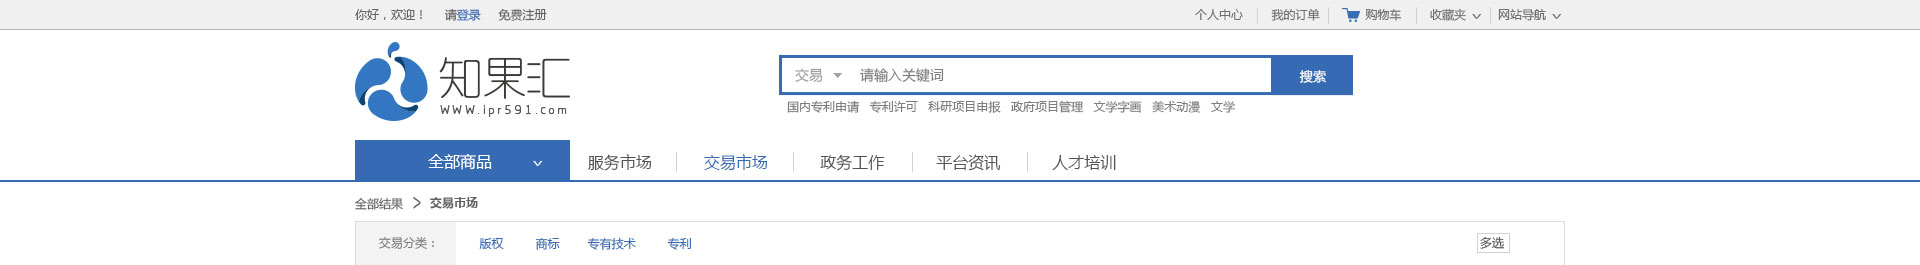 你好，欢迎！ 请登录 免费注册 个人中心 我的订单 购物车 收藏夹 网站导航
知果汇
www.ipr591.com
交易 请输入关键词 搜索
国内专利申请 专利许可 科研项目申报 政府项目管理 文学字画 美术动漫 文学
全部商品 服务市场 交易市场 政务工作 平台资讯 人才培训
全部结果 > 交易市场
交易分类： 版权 商标 专有技术 专利 多选